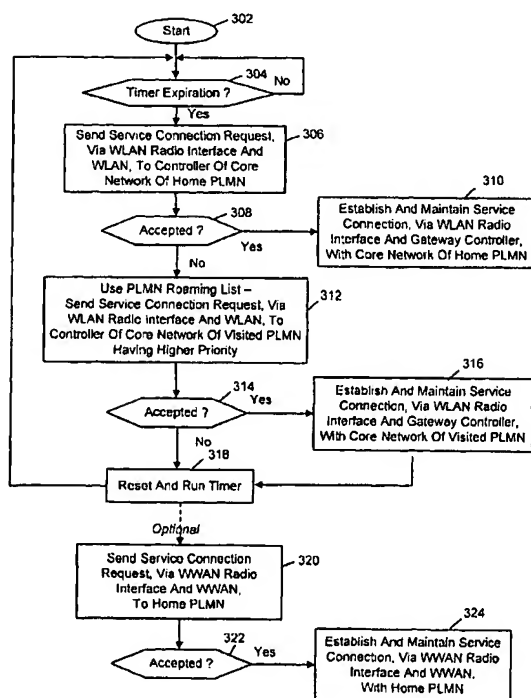 302
Start
304
No
Timer Expiration ?
Yes
306
Send Service Connection Request,
Via WLAN Radio Interface And
WLAN, To Controller Of Core
Network Of Home PLMN
308
Accepted ?
Yes
No
310
Establish And Maintain Service
Connection, Via WLAN Radio
Interface And Gateway Controller,
With Core Network Of Home PLMN
312
Use PLMN Roaming List –
Send Service Connection Request, Via
WLAN Radio Interface And WLAN, To
Controller Of Core Network Of Visited PLMN
Having Higher Priority
314
Accepted ?
Yes
No
316
Establish And Maintain Service
Connection, Via WLAN Radio
Interface And Gateway Controller,
With Core Network Of Visited PLMN
318
Reset And Run Timer
Optional
320
Send Service Connection
Request, Via WWAN Radio
Interface And WWAN,
To Home PLMN
322
Accepted ?
Yes
324
Establish And Maintain Service
Connection, Via WWAN Radio
Interface And WWAN,
With Home PLMN